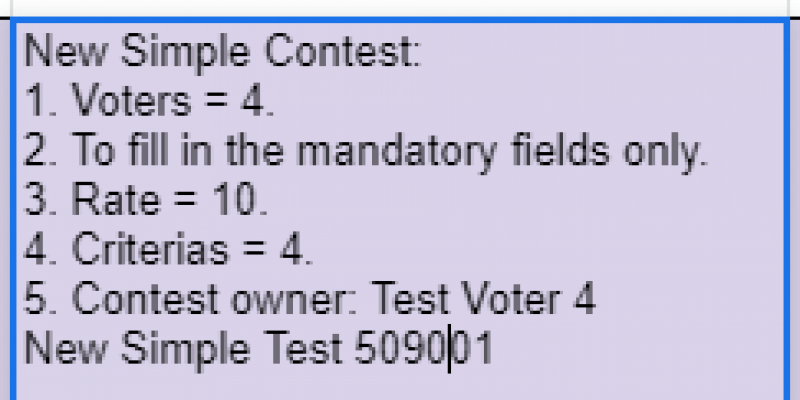 New Simple Contest:
1. Voters = 4.
2. To fill in the mandatory fields only.
3. Rate = 10.
4. Criterias = 4.
5. Contest owner: Test Voter 4
New Simple Test 509001